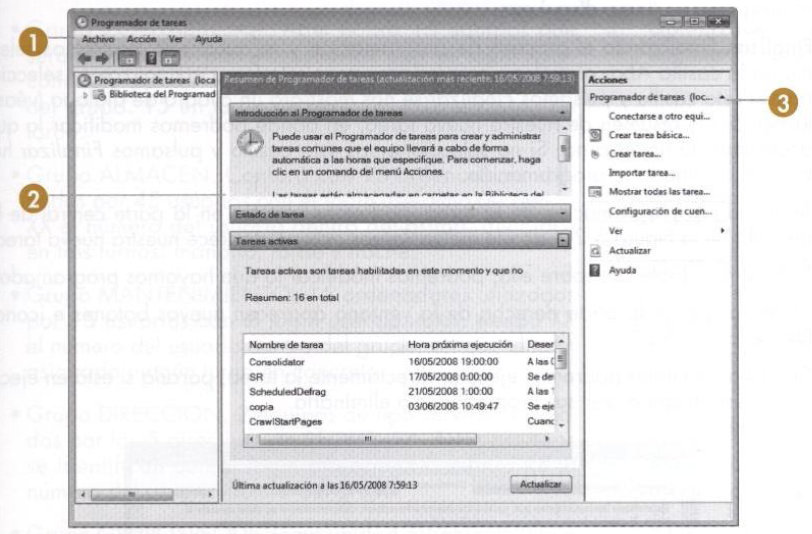 Programador de tareas
Archivo Acción Ver Ayuda
1
Programador de tareas (loca
Biblioteca del Programad
Resumen de Programador de tareas (actualización más reciente: 16/05/2008 7:59:13)
Introducción al Programador de tareas
Puede usar el Programador de tareas para crear y administrar
tareas comunes que el equipo llevará a cabo de forma
automática a las horas que especifique. Para comenzar, haga
clic en un comando del menú Acciones.
Las tareas están almacenadas en carpetas en la Biblioteca del
2
Estado de tarea
Tareas activas
Tareas activas son tareas habilitadas en este momento y que no
Resumen: 16 en total
Nombre de tarea Hora próxima ejecución Deser
Consolidator 16/05/2008 19:00:00 A las (
SR 17/05/2008 0:00:00 Se de
ScheduledDefrag 21/05/2008 1:00:00 A las 1
copia 03/06/2008 10:49:47 Se eje
CrawlStartPages Cuanc
Última actualización a las 16/05/2008 7:59:13 Actualizar
Acciones
Programador de tareas (loc...
3
Conectarse a otro equi...
Crear tarea básica...
Crear tarea...
Importar tarea...
Mostrar todas las tarea...
Configuración de cuen...
Ver
Actualizar
Ayuda